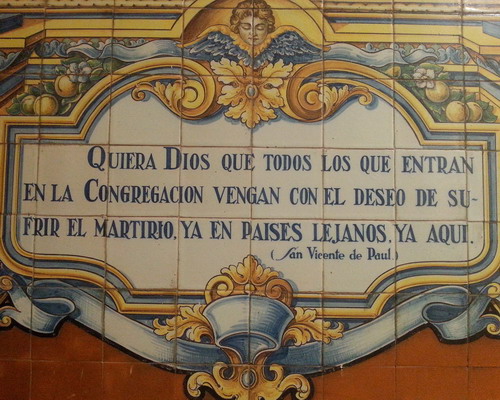 QUIERA DIOS QUE TODOS LOS QUE ENTRAN
EN LA CONGREGACION VENGAN CON EL DESEO DE SU-
FRIR EL MARTIRIO, YA EN PAISES LEJANOS, YA AQUI.
(San Vicente de Paul.)